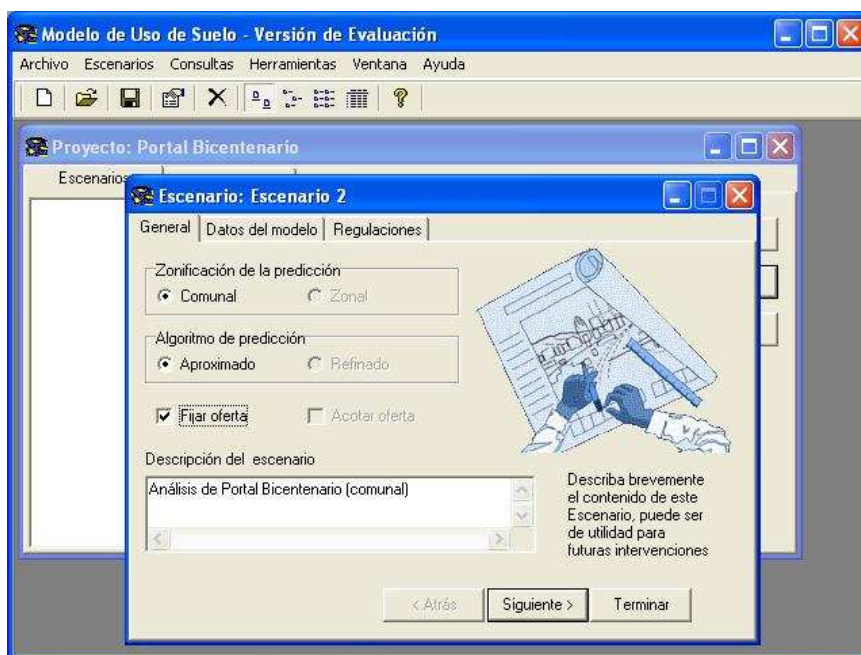 Modelo de Uso de Suelo - Versión de Evaluación
Archivo Escenarios Consultas Herramientas Ventana Ayuda
Proyecto: Portal Bicentenario
Escenarios
Escenario: Escenario 2
General Datos del modelo Regulaciones
Zonificación de la predicción
Comunal Zonal
Algoritmo de predicción
Aproximado Refinado
Fijar oferta Acotar oferta
Descripción del escenario
Análisis de Portal Bicentenario (comunal)
Describa brevemente
el contenido de este
Escenario, puede ser
de utilidad para
futuras intervenciones
< Atrás Siguiente > Terminar